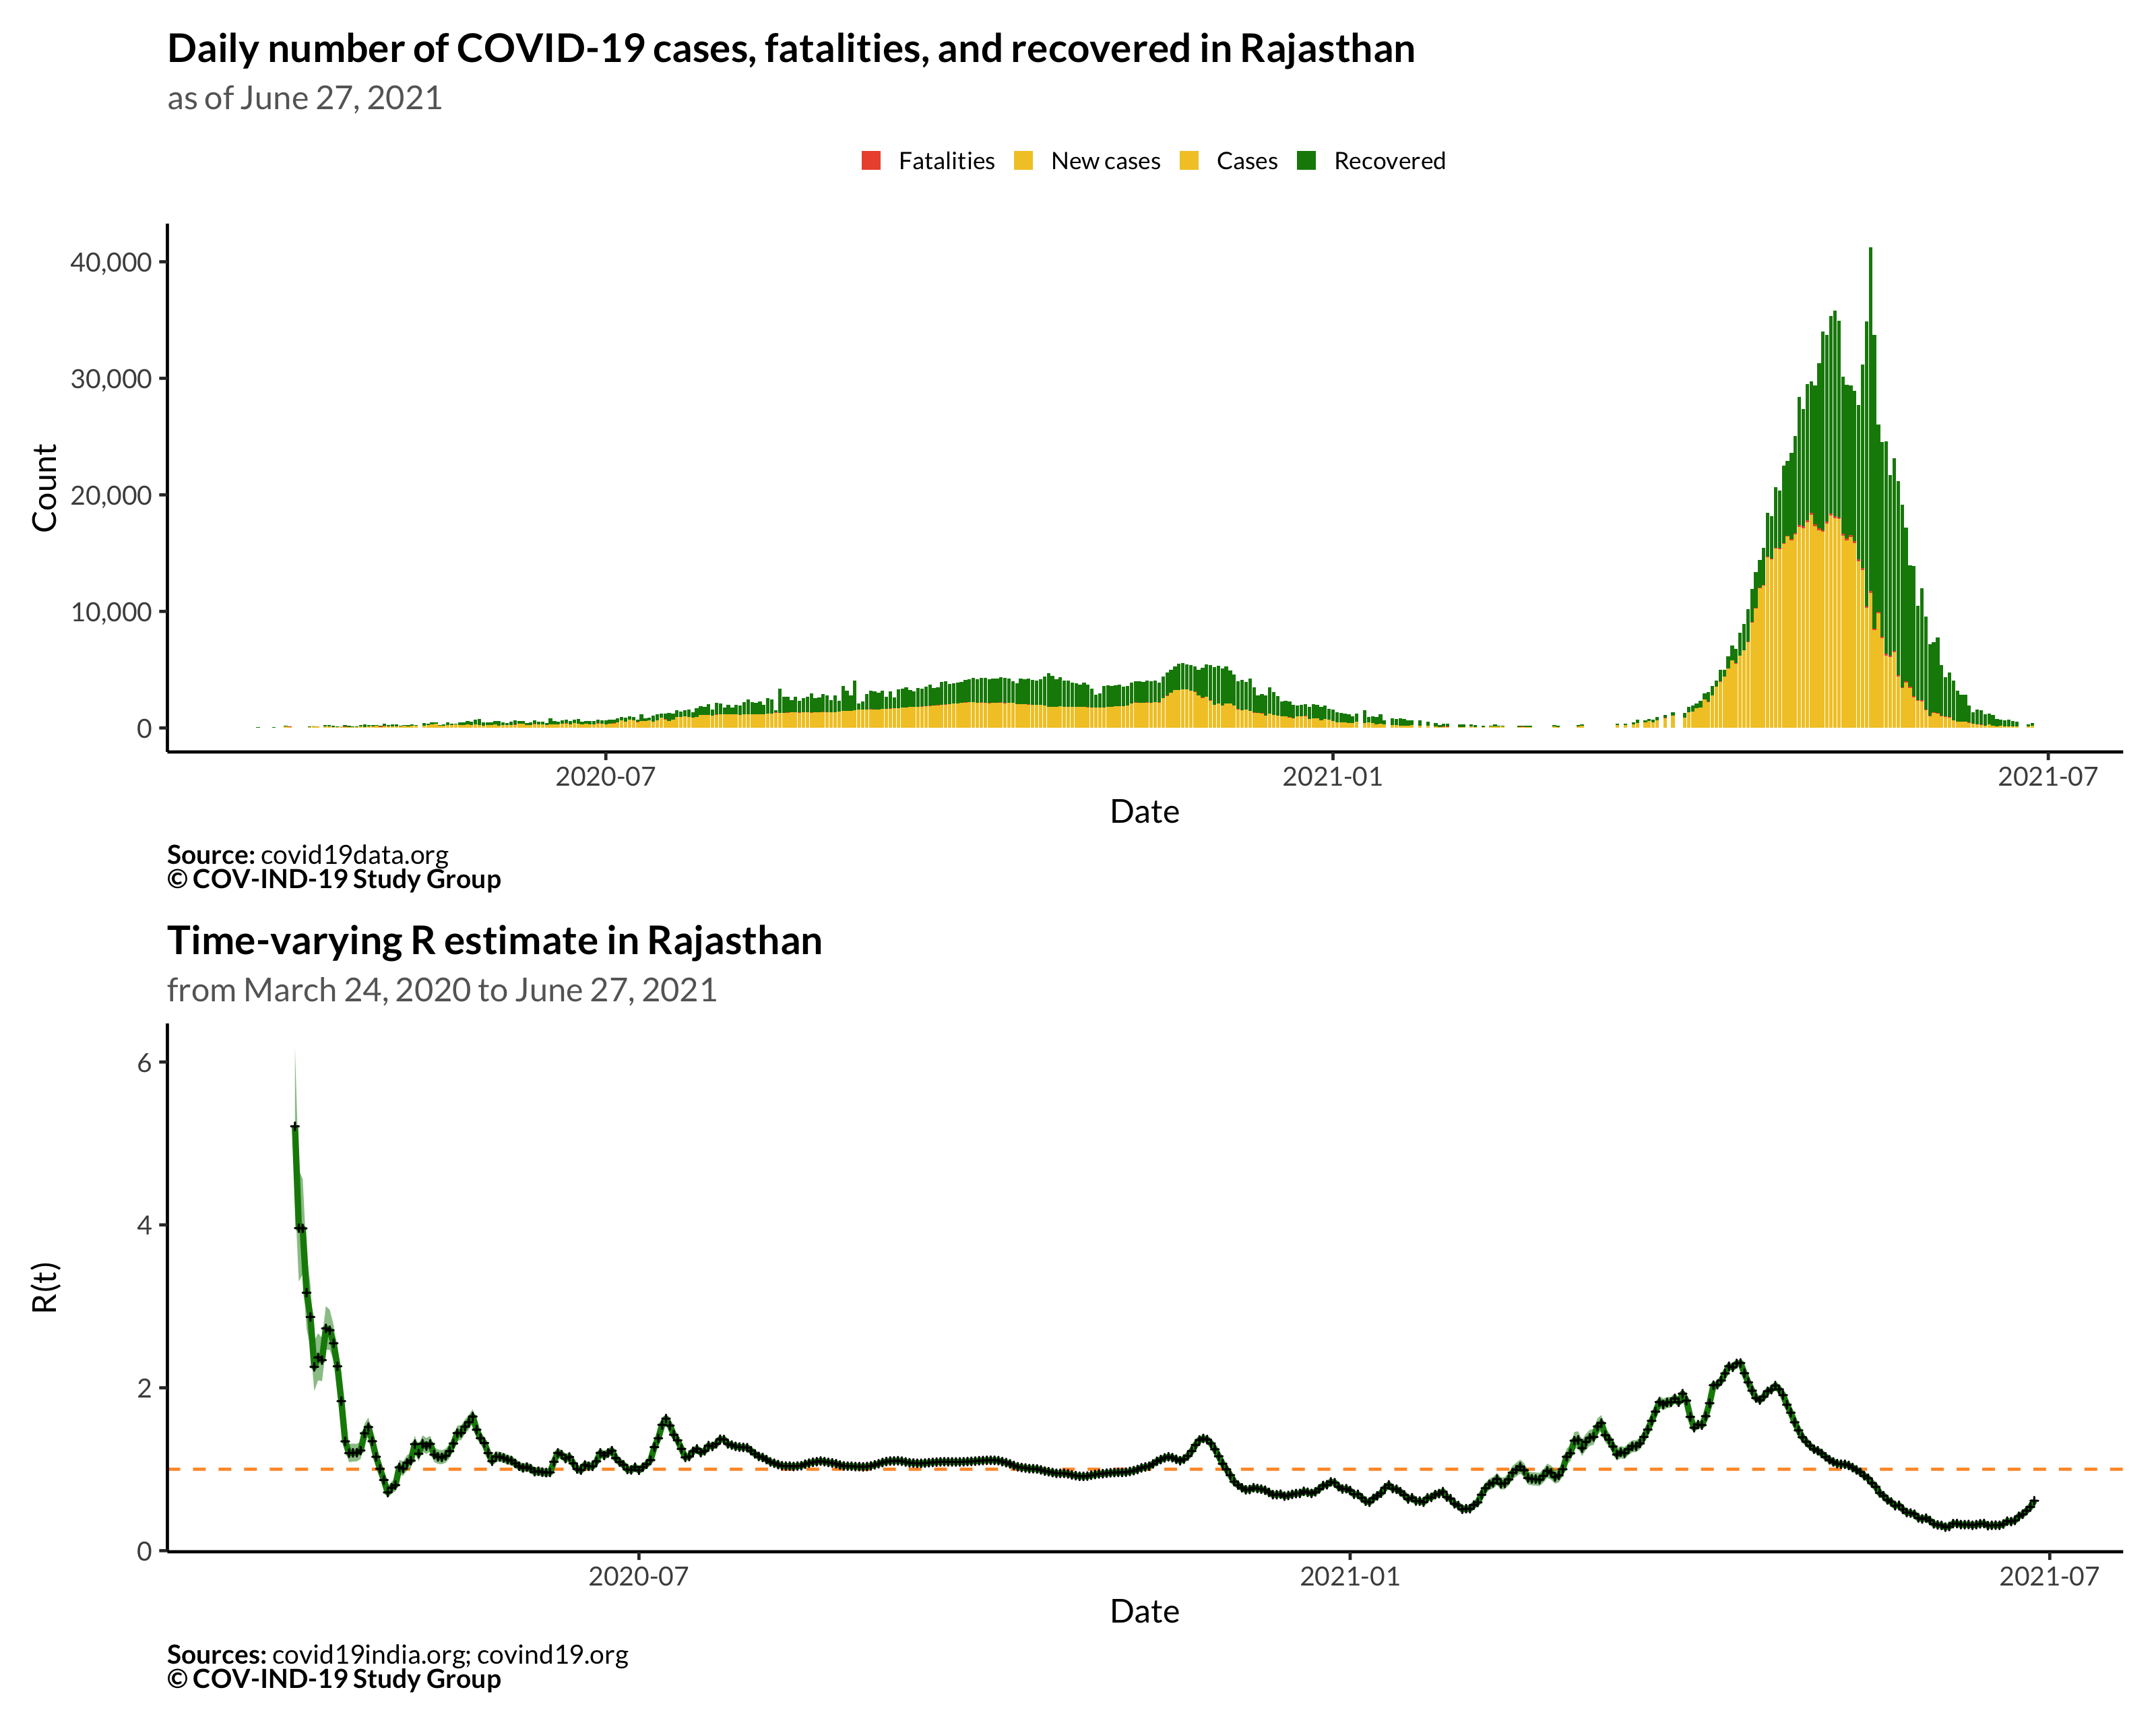 Daily number of COVID-19 cases, fatalities, and recovered in Rajasthan
as of June 27, 2021
Fatalities New cases Cases Recovered
40,000
30,000
20,000
10,000
0
Count
2020-07 2021-01 2021-07
Date
Source: covid19data.org
© COV-IND-19 Study Group
Time-varying R estimate in Rajasthan
from March 24, 2020 to June 27, 2021
6
4
2
0
R(t)
2020-07 2021-01 2021-07
Date
Sources: covid19india.org; covind19.org
© COV-IND-19 Study Group